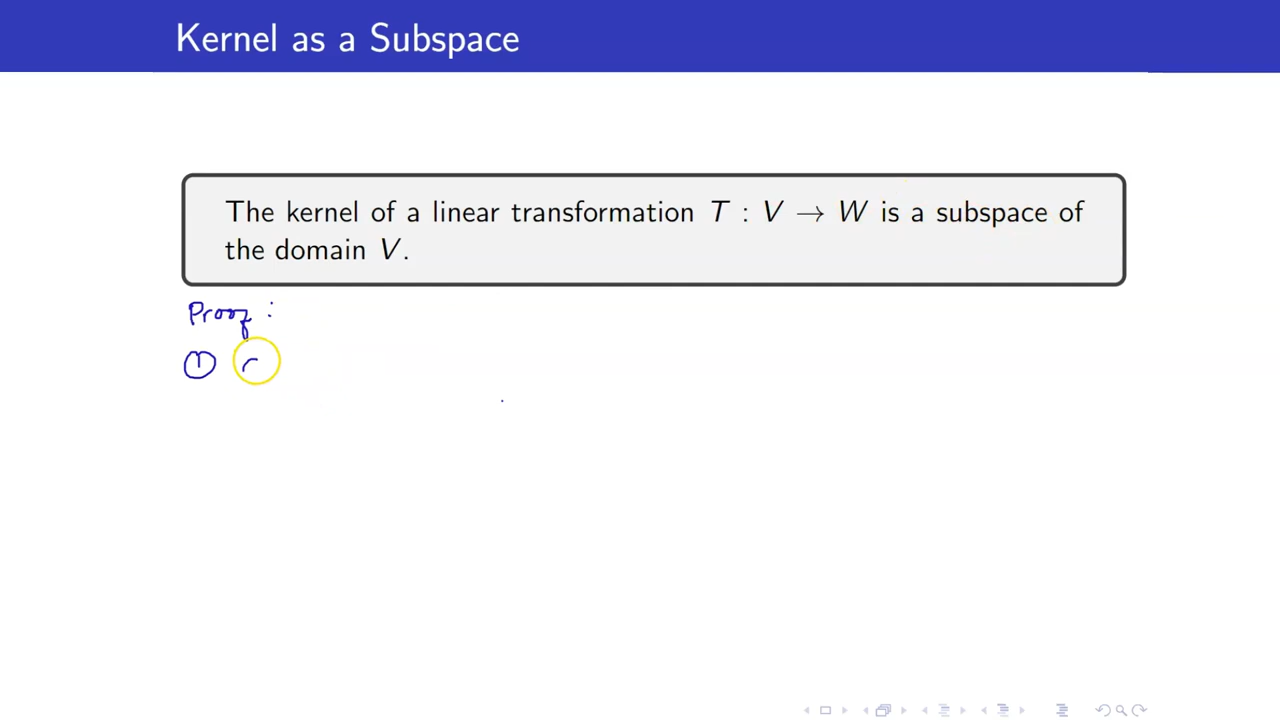 Kernel as a Subspace
The kernel of a linear transformation T : V → W is a subspace of
the domain V.
Proof :
①